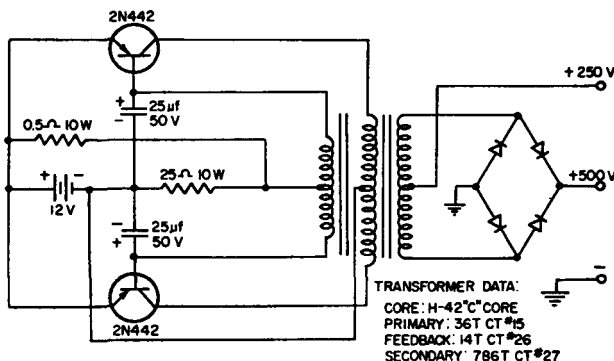 2N442
+
-
25μf
50V
0.5Ω 10W
+
-
12V
25Ω 10W
-
+
25μf
50V
2N442
+250V
+500V
-
TRANSFORMER DATA:
CORE: H-42"C"CORE
PRIMARY: 36T CT#15
FEEDBACK: 14T CT#26
SECONDARY: 786T CT#27